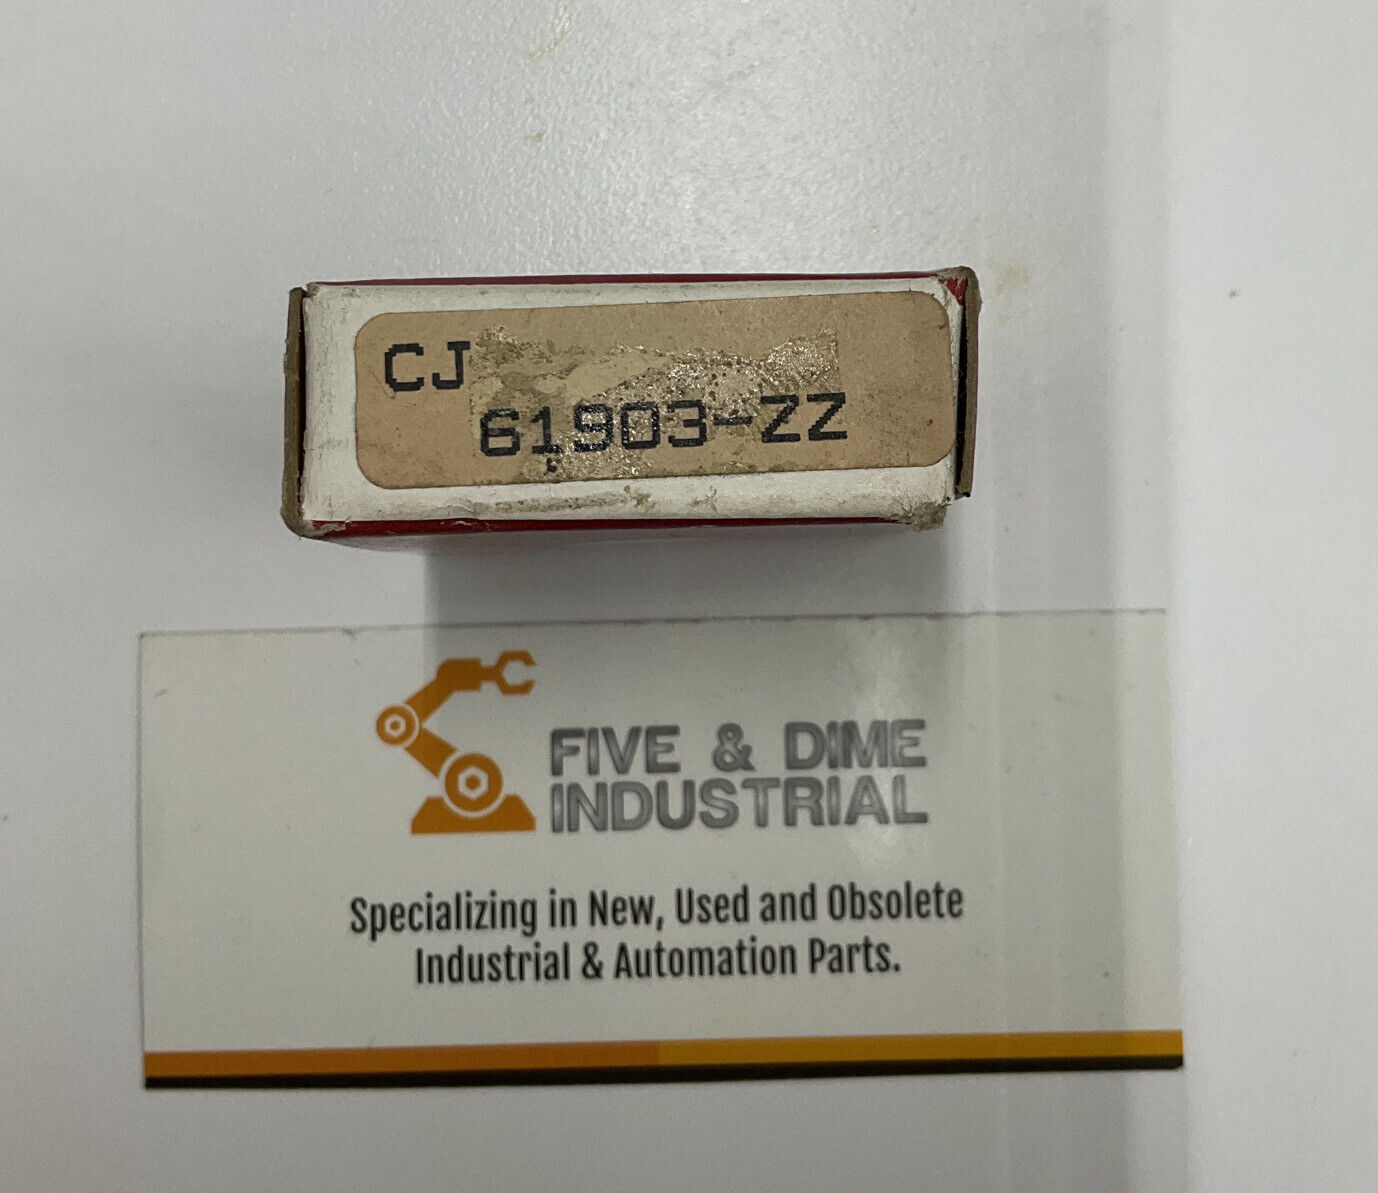 CJ
61903-ZZ
FIVE & DIME
INDUSTRIAL
Specializing in New, Used and Obsolete
Industrial & Automation Parts.